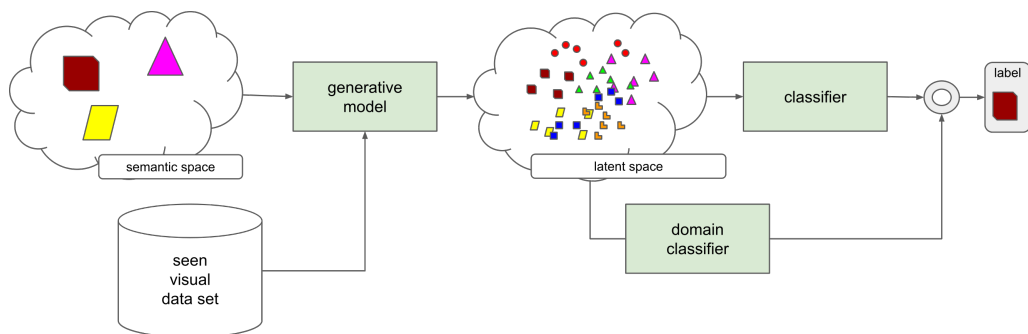 semantic space
generative
model
seen
visual
data set
latent space
classifier
domain
classifier
label